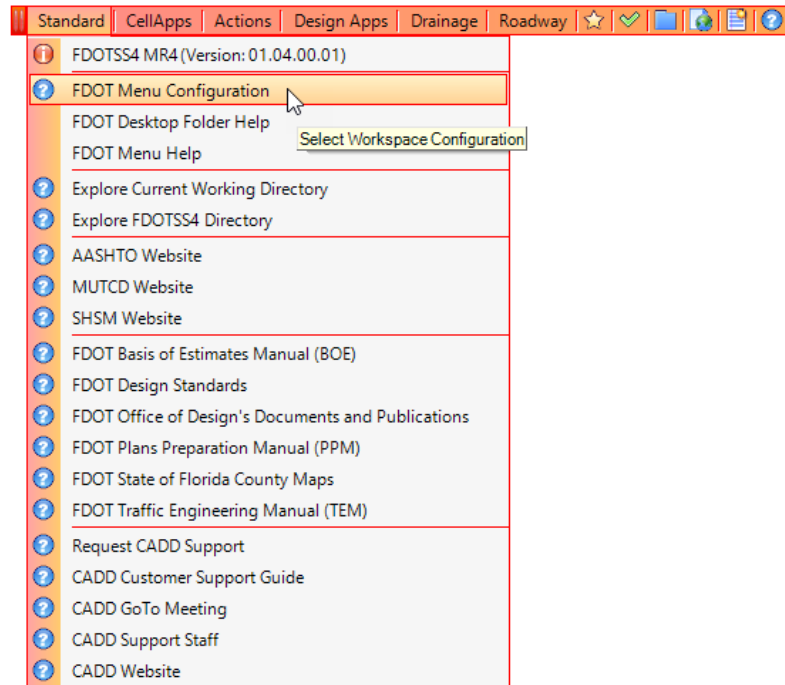 Standard CellApps Actions Design Apps Drainage Roadway
FDOTSS4 MR4 (Version: 01.04.00.01)
FDOT Menu Configuration
FDOT Desktop Folder Help
Select Workspace Configuration
FDOT Menu Help
Explore Current Working Directory
Explore FDOTSS4 Directory
AASHTO Website
MUTCD Website
SHSM Website
FDOT Basis of Estimates Manual (BOE)
FDOT Design Standards
FDOT Office of Design's Documents and Publications
FDOT Plans Preparation Manual (PPM)
FDOT State of Florida County Maps
FDOT Traffic Engineering Manual (TEM)
Request CADD Support
CADD Customer Support Guide
CADD GoTo Meeting
CADD Support Staff
CADD Website